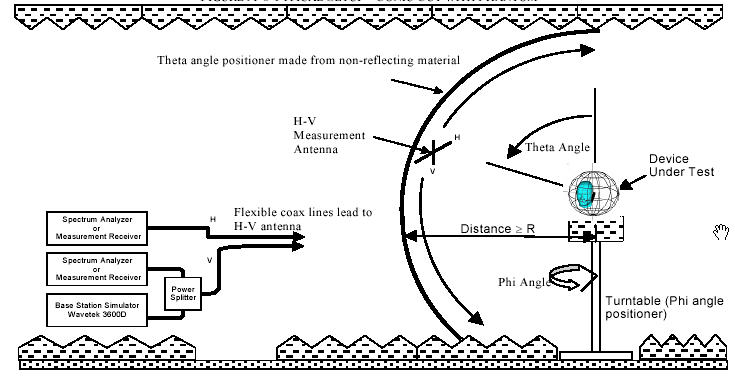 Theta angle positioner made from non-reflecting material
H-V
Measurement
Antenna
H
V
Theta Angle
Device
Under Test
Spectrum Analyzer
or
Measurement Receiver
H
Flexible coax lines lead to
H-V antenna
Distance ≥ R
Spectrum Analyzer
or
Measurement Receiver
V
Power
Splitter
Base Station Simulator
Wavetek 3600D
Phi Angle
Turntable (Phi angle
positioner)